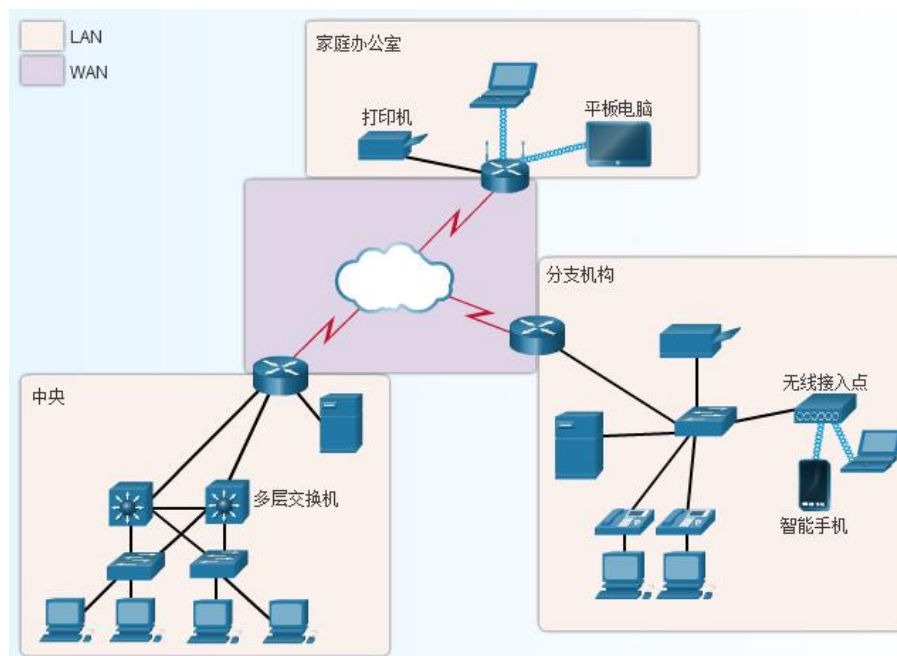 LAN
WAN
家庭办公室
打印机
平板电脑
分支机构
无线接入点
智能手机
中央
多层交换机